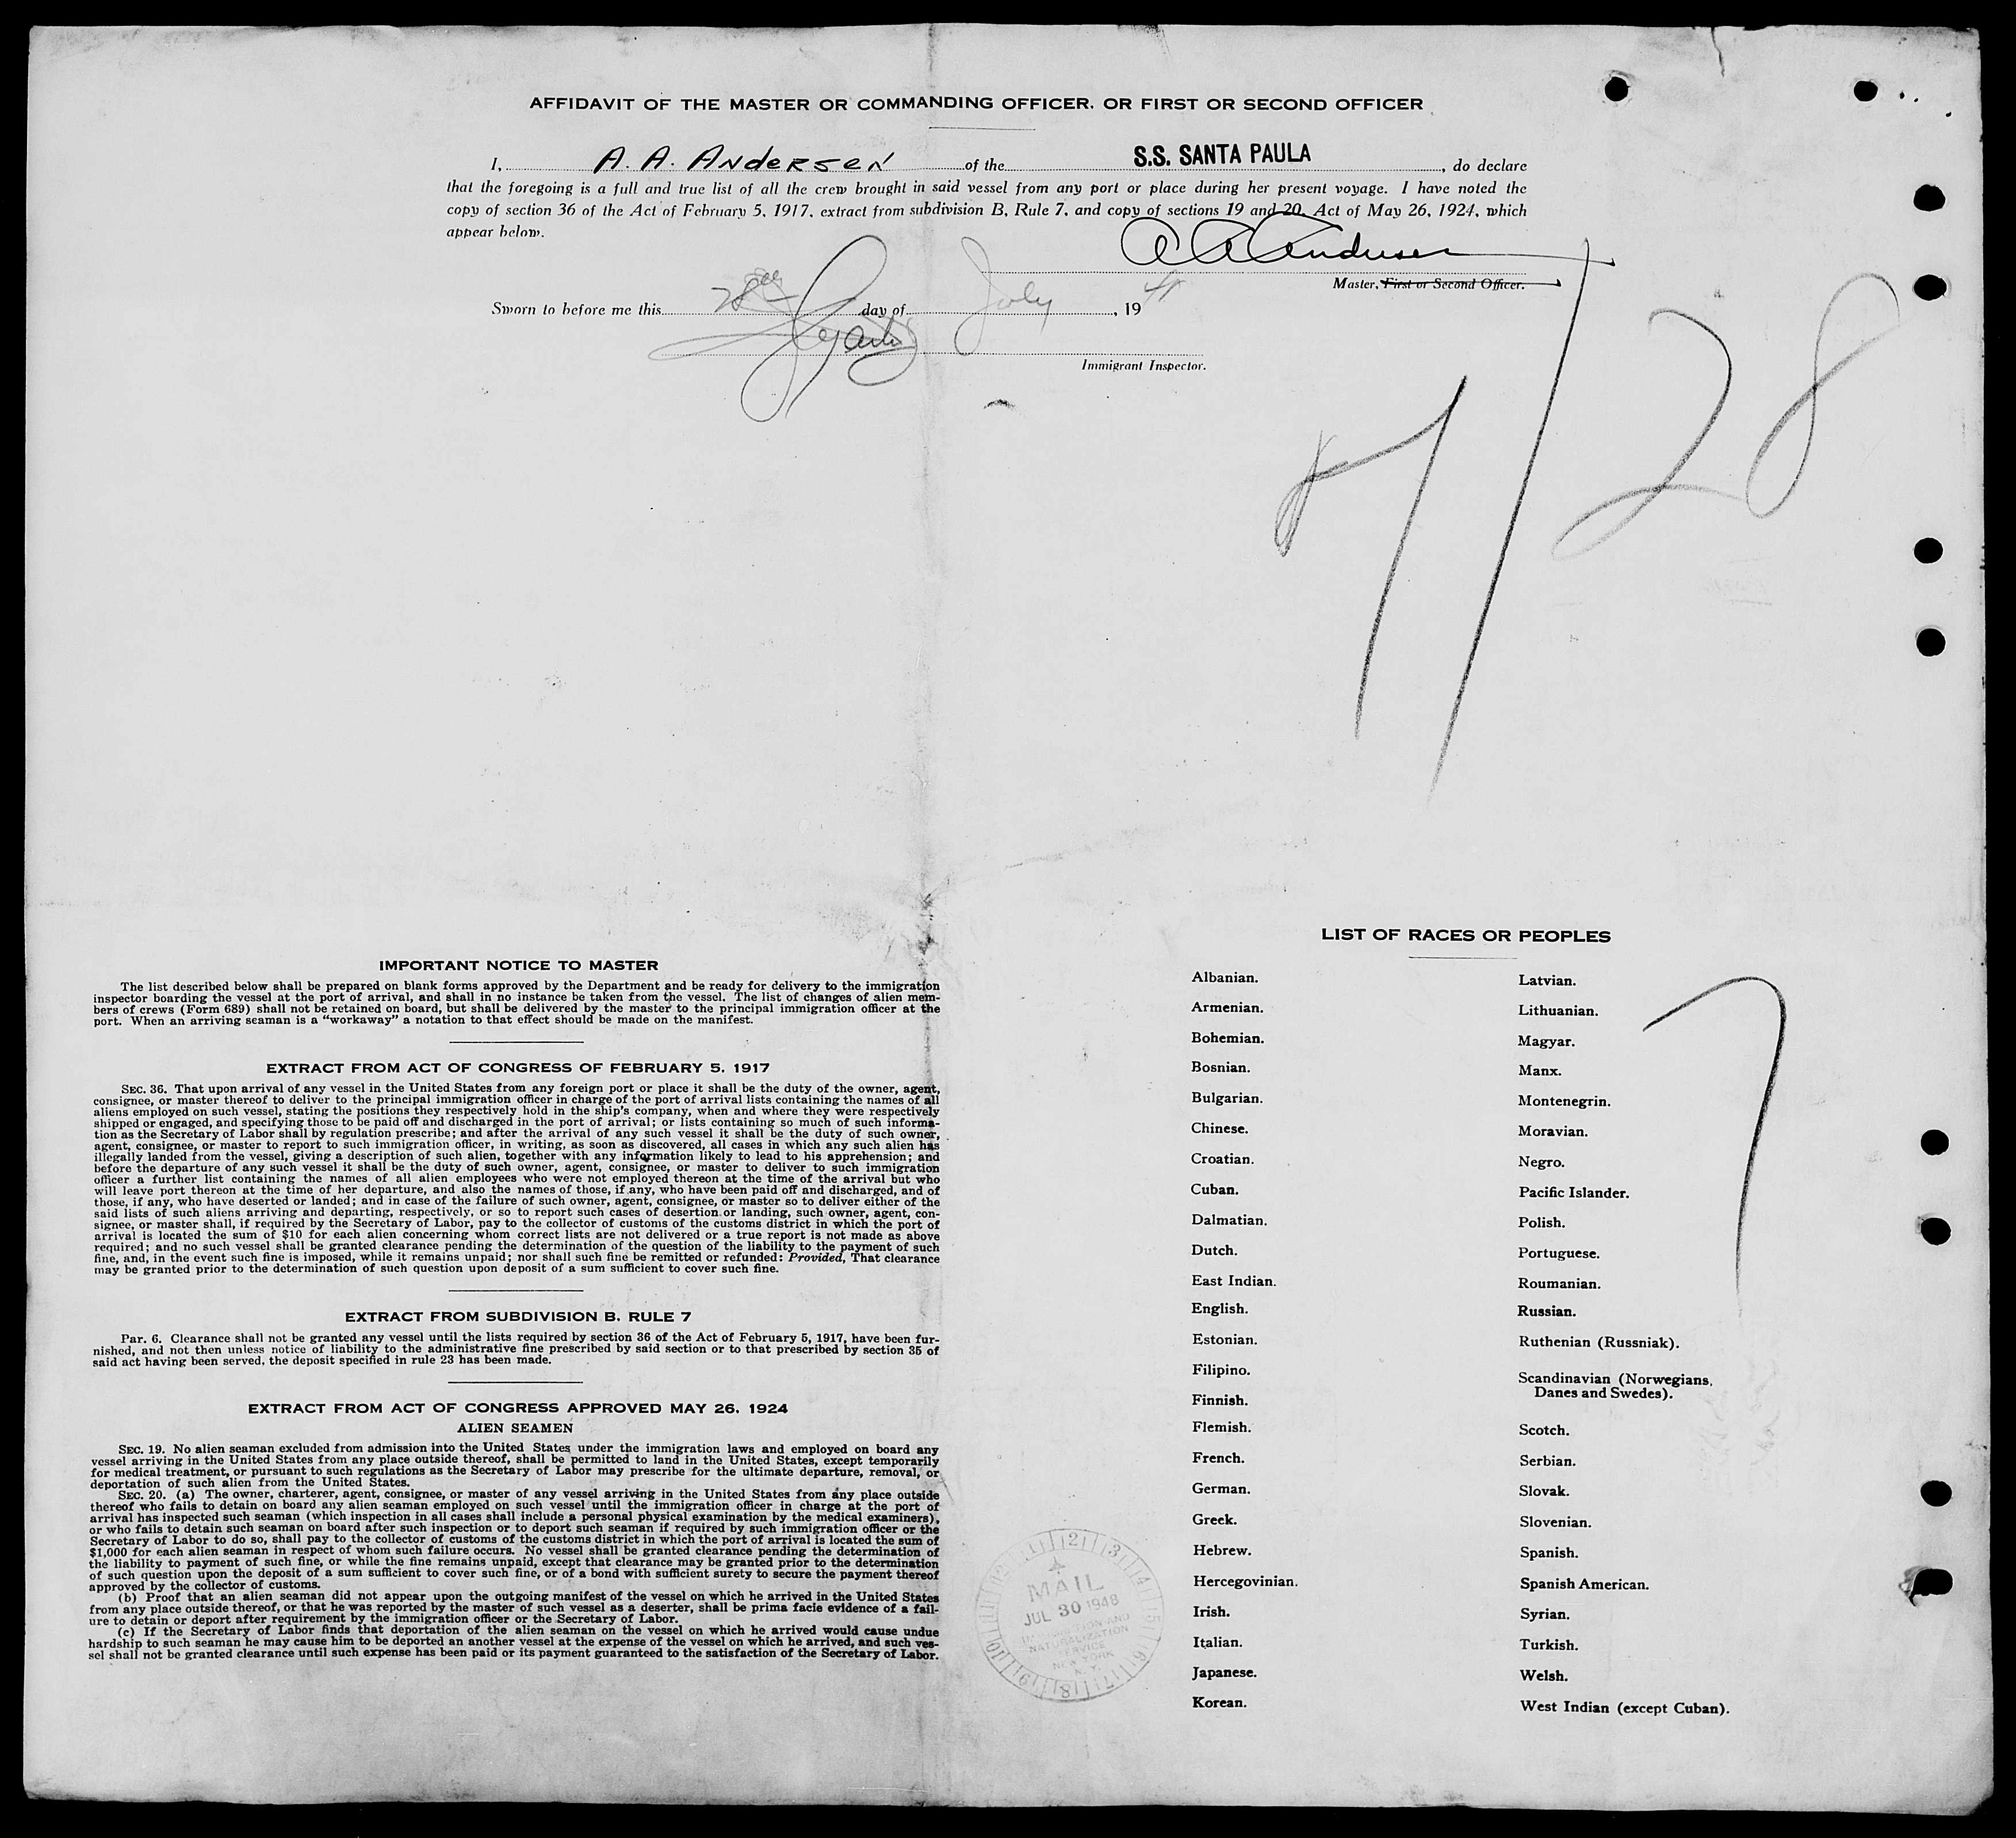 AFFIDAVIT OF THE MASTER OR COMMANDING OFFICER, OR FIRST OR SECOND OFFICER
I, A. A. ANDERSEN of the S.S. SANTA PAULA, do declare
that the foregoing is a full and true list of all the crew brought in said vessel from any port or place during her present voyage. I have noted the
copy of section 36 of the Act of February 5, 1917, extract from subdivision B, Rule 7, and copy of sections 19 and 20, Act of May 26, 1924, which
appear below.
A A Andersen
Master, First or Second Officer.
Sworn to before me this 28th day of July, 19
Immigrant Inspector.
7/28
IMPORTANT NOTICE TO MASTER
The list described below shall be prepared on blank forms approved by the Department and be ready for delivery to the immigration
inspector boarding the vessel at the port of arrival, and shall in no instance be taken from the vessel. The list of changes of alien mem-
bers of crews (Form 689) shall not be retained on board, but shall be delivered by the master to the principal immigration officer at the
port. When an arriving seaman is a "workaway" a notation to that effect should be made on the manifest.
EXTRACT FROM ACT OF CONGRESS OF FEBRUARY 5, 1917
SEC. 36. That upon arrival of any vessel in the United States from any foreign port or place it shall be the duty of the owner, agent,
consignee, or master thereof to deliver to the principal immigration officer in charge of the port of arrival lists containing the names of all
aliens employed on such vessel, stating the positions they respectively hold in the ship's company, when and where they were respectively
shipped or engaged, and specifying those to be paid off and discharged in the port of arrival; or lists containing so much of such informa-
tion as the Secretary of Labor shall by regulation prescribe; and after the arrival of any such vessel it shall be the duty of such owner,
agent, consignee, or master to report to such immigration officer, in writing, as soon as discovered, all cases in which any such alien has
illegally landed from the vessel, giving a description of such alien, together with any information likely to lead to his apprehension; and
before the departure of any such vessel it shall be the duty of such owner, agent, consignee, or master to deliver to such immigration
officer a further list containing the names of all alien employees who were not employed thereon at the time of the arrival but who
will leave port thereon at the time of her departure, and also the names of those, if any, who have been paid off and discharged, and of
those, if any, who have deserted or landed; and in case of the failure of such owner, agent, consignee, or master so to deliver either of the
said lists of such aliens arriving and departing, respectively, or so to report such cases of desertion or landing, such owner, agent, con-
signee, or master shall, if required by the Secretary of Labor, pay to the collector of customs of the customs district in which the port of
arrival is located the sum of $10 for each alien concerning whom correct lists are not delivered or a true report is not made as above
required; and no such vessel shall be granted clearance pending the determination of the question of the liability to the payment of such
fine, and, in the event such fine is imposed, while it remains unpaid; nor shall such fine be remitted or refunded: Provided, That clearance
may be granted prior to the determination of such question upon deposit of a sum sufficient to cover such fine.
EXTRACT FROM SUBDIVISION B, RULE 7
Par. 6. Clearance shall not be granted any vessel until the lists required by section 36 of the Act of February 5, 1917, have been fur-
nished, and not then unless notice of liability to the administrative fine prescribed by said section or to that prescribed by section 35 of
said act having been served, the deposit specified in rule 23 has been made.
EXTRACT FROM ACT OF CONGRESS APPROVED MAY 26, 1924
ALIEN SEAMEN
SEC. 19. No alien seaman excluded from admission into the United States under the immigration laws and employed on board any
vessel arriving in the United States from any place outside thereof, shall be permitted to land in the United States, except temporarily
for medical treatment, or pursuant to such regulations as the Secretary of Labor may prescribe for the ultimate departure, removal, or
deportation of such alien from the United States.
SEC. 20. (a) The owner, charterer, agent, consignee, or master of any vessel arriving in the United States from any place outside
thereof who fails to detain on board any alien seaman employed on such vessel until the immigration officer in charge at the port of
arrival has inspected such seaman (which inspection in all cases shall include a personal physical examination by the medical examiners),
or who fails to detain such seaman on board after such inspection or to deport such seaman if required by such immigration officer or the
Secretary of Labor to do so, shall pay to the collector of customs of the customs district in which the port of arrival is located the sum of
$1,000 for each alien seaman in respect of whom such failure occurs. No vessel shall be granted clearance pending the determination of
the liability to payment of such fine, or while the fine remains unpaid, except that clearance may be granted prior to the determination
of such question upon the deposit of a sum sufficient to cover such fine, or of a bond with sufficient surety to secure the payment thereof
approved by the collector of customs.
(b) Proof that an alien seaman did not appear upon the outgoing manifest of the vessel on which he arrived in the United States
from any place outside thereof, or that he was reported by the master of such vessel as a deserter, shall be prima facie evidence of a fail-
ure to detain or deport after requirement by the immigration officer or the Secretary of Labor.
(c) If the Secretary of Labor finds that deportation of the alien seaman on the vessel on which he arrived would cause undue
hardship to such seaman he may cause him to be deported an another vessel at the expense of the vessel on which he arrived, and such ves-
sel shall not be granted clearance until such expense has been paid or its payment guaranteed to the satisfaction of the Secretary of Labor.
MAIL
JUL 30 1948
NATURALIZATION
SERVICE
NEW YORK
N.Y.
LIST OF RACES OR PEOPLES
Albanian.
Armenian.
Bohemian.
Bosnian.
Bulgarian.
Chinese.
Croatian.
Cuban.
Dalmatian.
Dutch.
East Indian.
English.
Estonian.
Filipino.
Finnish.
Flemish.
French.
German.
Greek.
Hebrew.
Hercegovinian.
Irish.
Italian.
Japanese.
Korean.
Latvian.
Lithuanian.
Magyar.
Manx.
Montenegrin.
Moravian.
Negro.
Pacific Islander.
Polish.
Portuguese.
Roumanian.
Russian.
Ruthenian (Russniak).
Scandinavian (Norwegians,
Danes and Swedes).
Scotch.
Serbian.
Slovak.
Slovenian.
Spanish.
Spanish American.
Syrian.
Turkish.
Welsh.
West Indian (except Cuban).
7